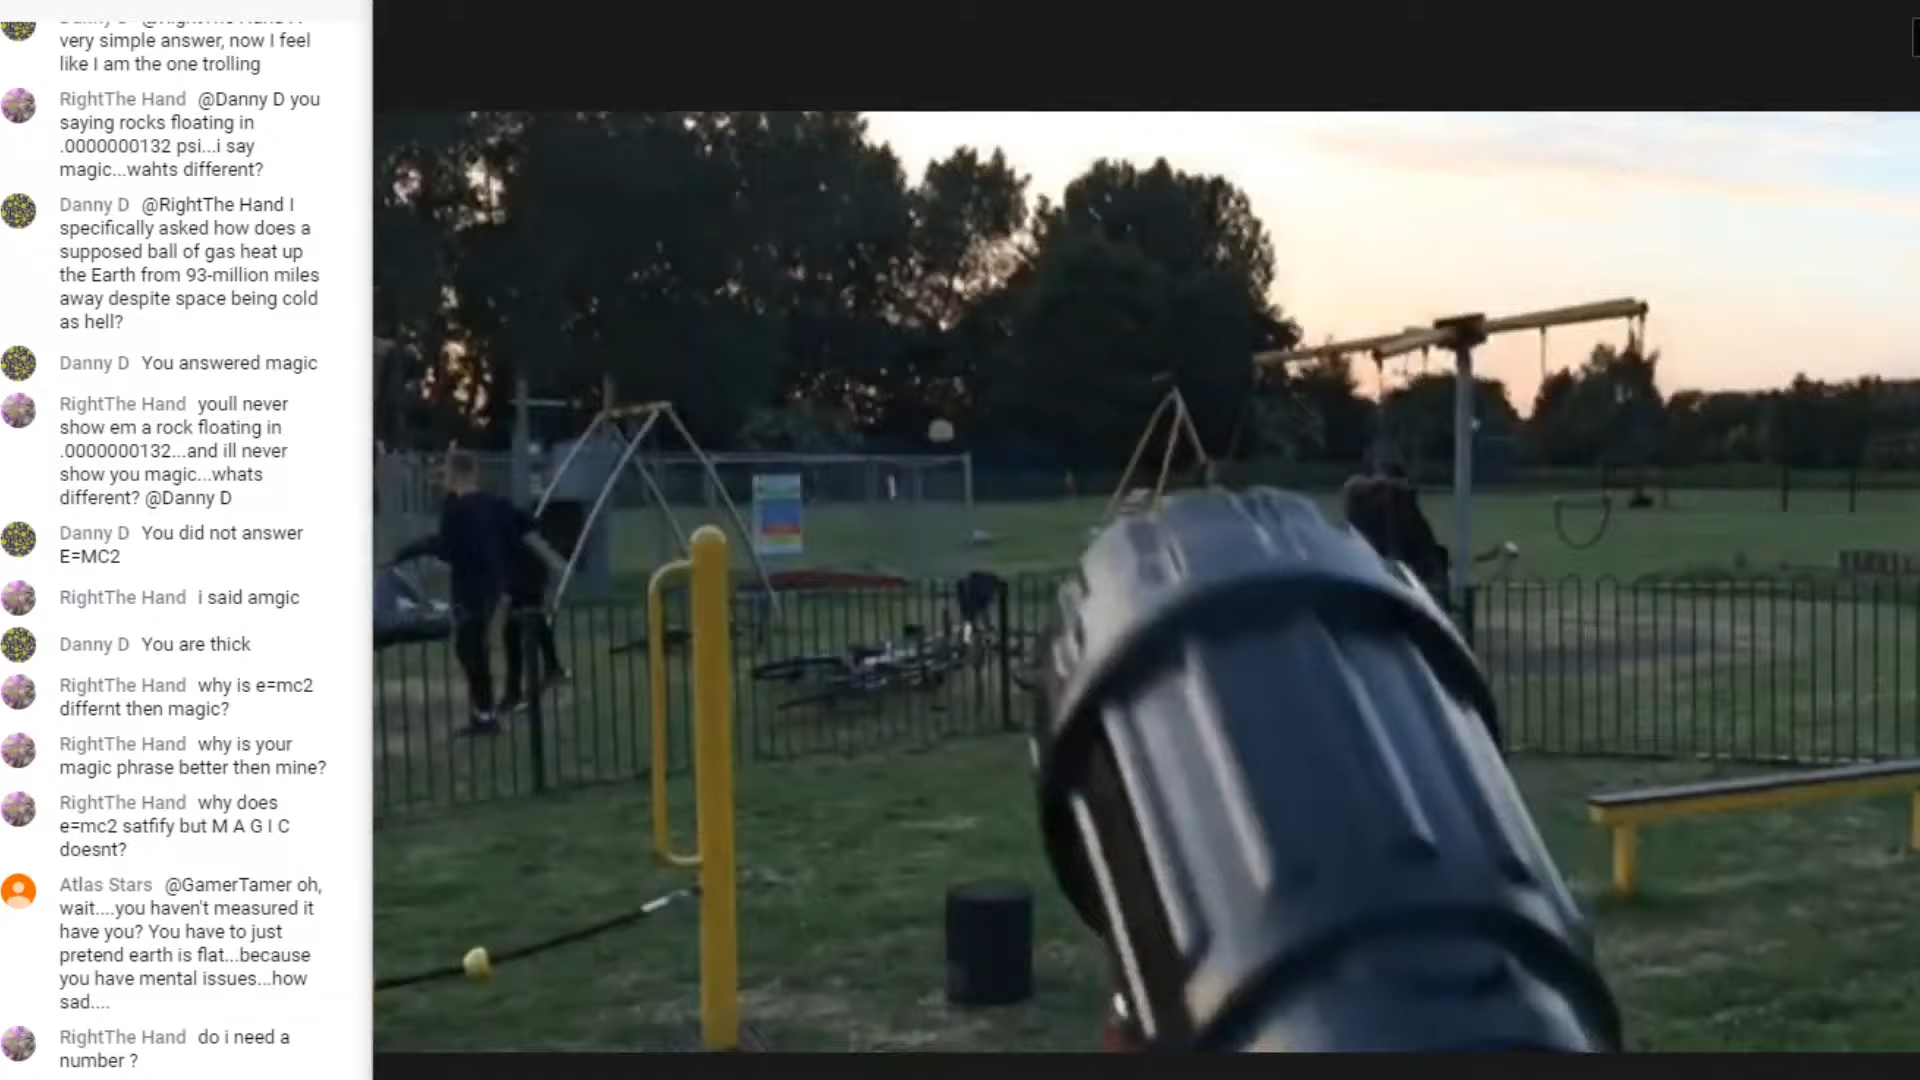 very simple answer, now I feel
like I am the one trolling
RightThe Hand @Danny D you
saying rocks floating in
.0000000132 psi...i say
magic...wahts different?
Danny D @RightThe Hand I
specifically asked how does a
supposed ball of gas heat up
the Earth from 93-million miles
away despite space being cold
as hell?
Danny D You answered magic
RightThe Hand youll never
show em a rock floating in
.0000000132...and ill never
show you magic...whats
different? @Danny D
Danny D You did not answer
E=MC2
RightThe Hand i said amgic
Danny D You are thick
RightThe Hand why is e=mc2
differnt then magic?
RightThe Hand why is your
magic phrase better then mine?
RightThe Hand why does
e=mc2 satfify but M A G I C
doesnt?
Atlas Stars @GamerTamer oh,
wait....you haven't measured it
have you? You have to just
pretend earth is flat...because
you have mental issues...how
sad....
RightThe Hand do i need a
number ?